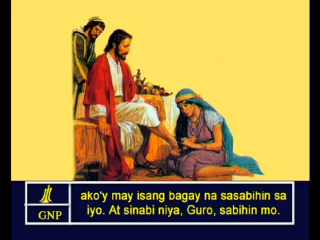 ako'y may isang bagay na sasabihin sa
iyo. At sinabi niya, Guro, sabihin mo.
GNP